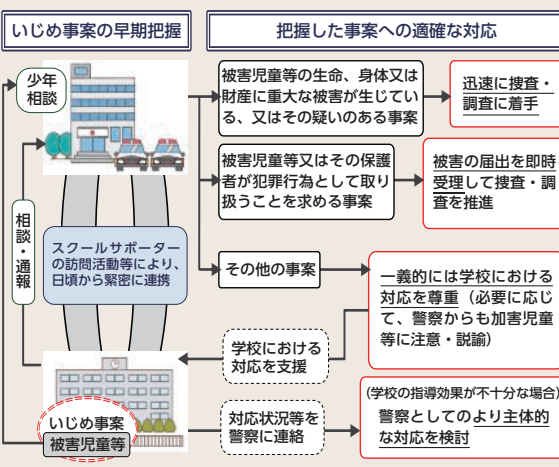 いじめ事案の早期把握
把握した事案への適確な対応
少年
相談
被害児童等の生命、身体又は
財産に重大な被害が生じてい
る、又はその疑いのある事案
迅速に捜査・
調査に着手
被害児童等又はその保護
者が犯罪行為として取り
扱うことを求める事案
被害の届出を即時
受理して捜査・調
査を推進
相談・通報
スクールサポーター
の訪問活動等により、
日頃から緊密に連携
その他の事案
一義的には学校における
対応を尊重（必要に応じ
て、警察からも加害児童
等に注意・説諭）
学校における
対応を支援
いじめ事案
被害児童等
対応状況等を
警察に連絡
(学校の指導効果が不十分な場合)
警察としてのより主体的
な対応を検討